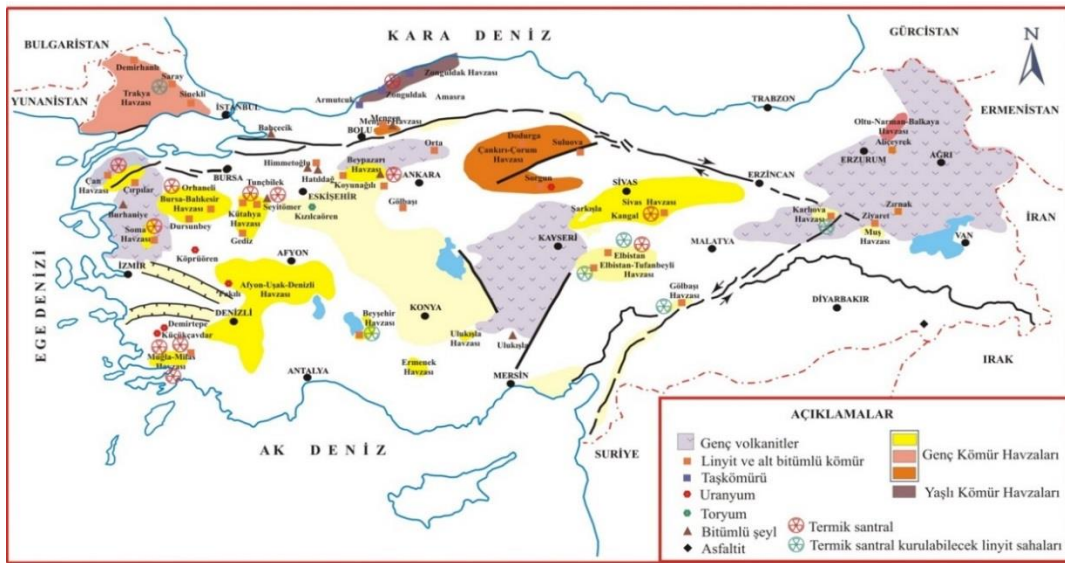 BULGARİSTAN
KARA DENİZ
GÜRCİSTAN
N
Demirhanlı
Saray
Trakya
Havzası
Sinekli
YUNANİSTAN
İSTANBUL
Zonguldak Havzası
Armutcuk
Zonguldak
Amasra
TRABZON
ERMENİSTAN
Bahçecik
BOLU
Mengen
Mengen Havzası
Orta
Dodurga
Çankırı-Çorum
Havzası
Suluova
Sorgun
Oltu-Narman-Balkaya
Havzası
Aliçeyrek
ERZURUM
AĞRI
ERZİNCAN
Çan
Havzası
Çırpılar
BURSA
Orhaneli
Bursa-Balıkesir
Havzası
Dursunbey
Tunçbilek
Seyitömer
Kütahya
Havzası
Gediz
Himmetoğlu
Hatıldağ
ESKİŞEHİR
Kızılcaören
Beypazarı
Havzası
Koyunağılı
ANKARA
Gölbaşı
SİVAS
Şarkışla
Sivas Havzası
Kangal
Karlıova
Havzası
Zırnak
Ziyaret
Muş
Havzası
VAN
İRAN
Burhaniye
Soma
Havzası
Köprüören
İZMİR
AFYON
Fakılı
Afyon-Uşak-Denizli
Havzası
KAYSERİ
Elbistan
Elbistan-Tufanbeyli
Havzası
MALATYA
EGE DENİZİ
DENİZLİ
Demirtepe
Küçükçavdar
Muğla-Milas
Havzası
Beyşehir
Havzası
KONYA
Ulukışla
Havzası
Ulukışla
Ermenek
Havzası
Gölbaşı
Havzası
DİYARBAKIR
ANTALYA
MERSİN
IRAK
AK DENİZ
SURİYE
AÇIKLAMALAR
Genç volkanitler
Linyit ve alt bitümlü kömür
Taşkömürü
Uranyum
Toryum
Bitümlü şeyl
Asfaltit
Genç Kömür Havzaları
Yaşlı Kömür Havzaları
Termik santral
Termik santral kurulabilecek linyit sahaları